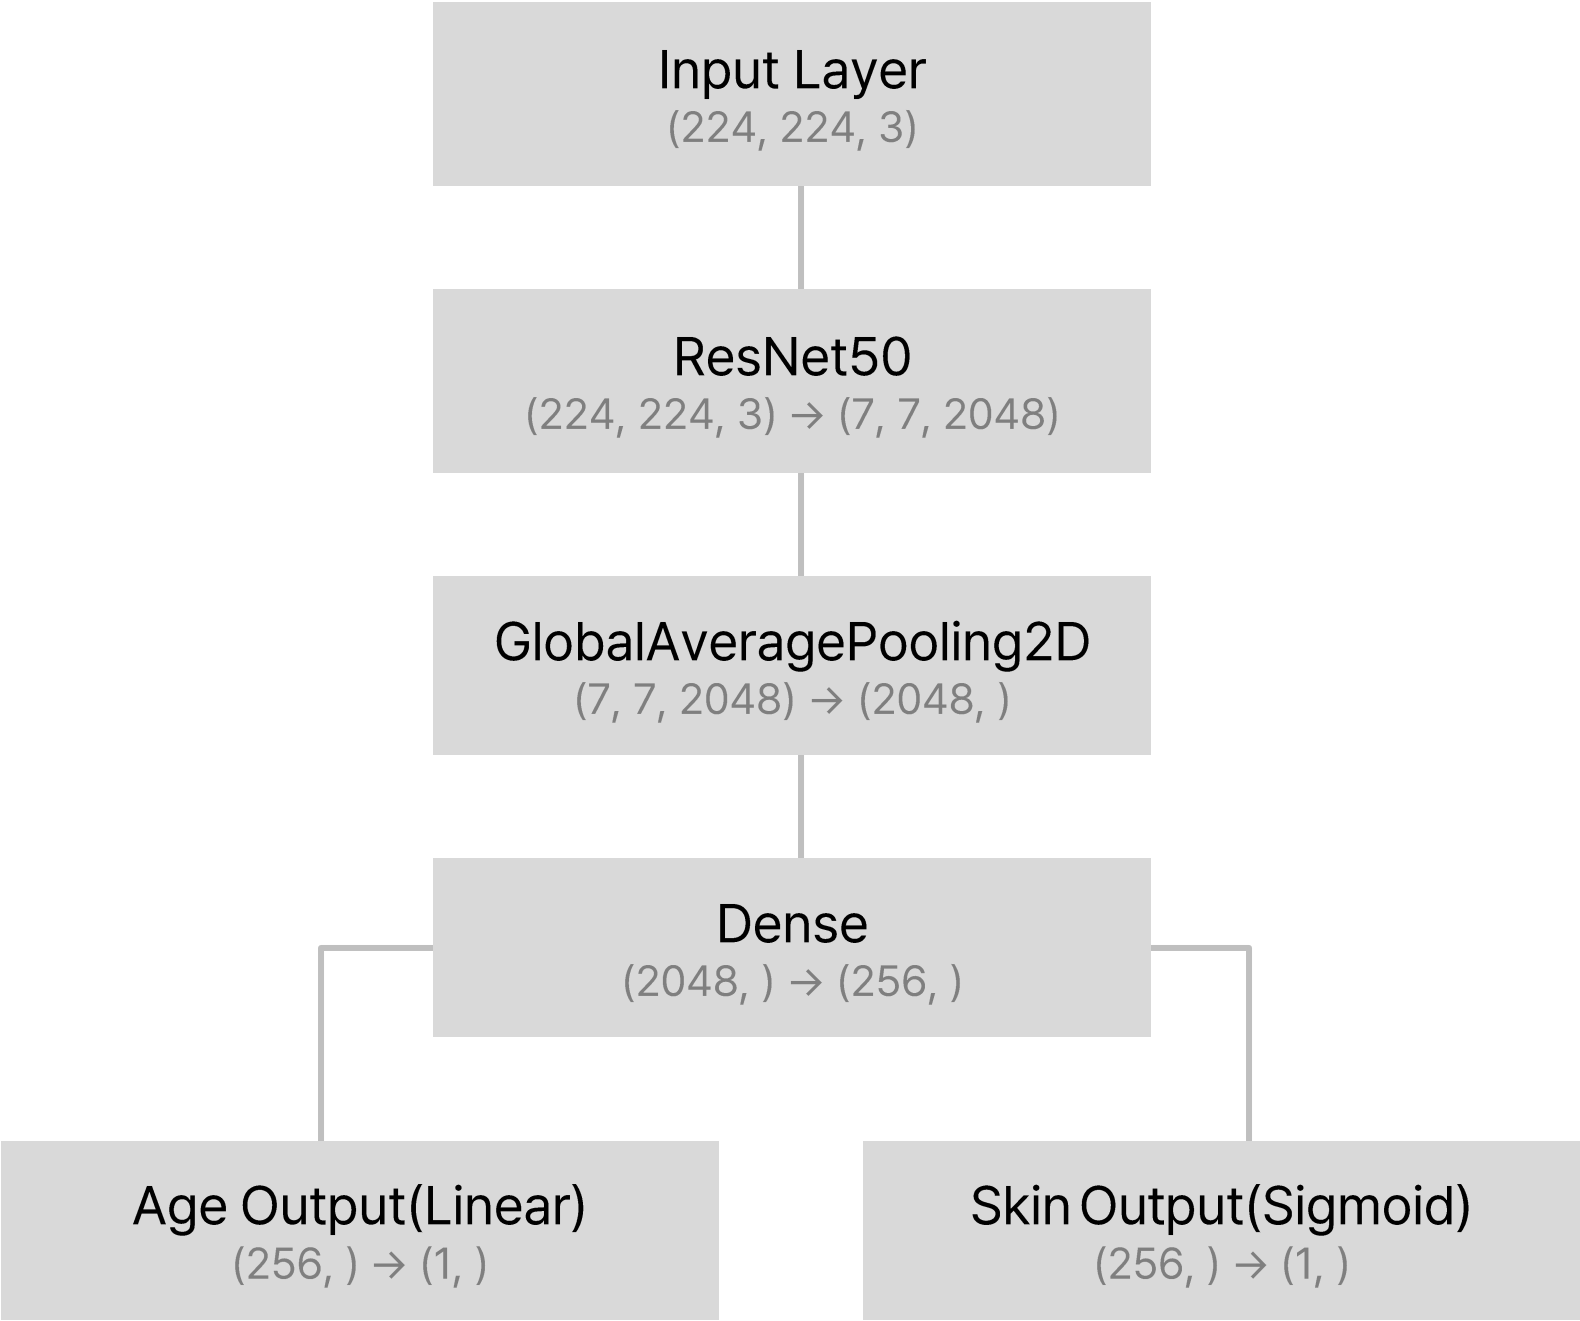 Input Layer
(224, 224, 3)
ResNet50
(224, 224, 3) → (7, 7, 2048)
GlobalAveragePooling2D
(7, 7, 2048) → (2048, )
Dense
(2048, ) → (256, )
Age Output(Linear)
(256, ) → (1, )
Skin Output(Sigmoid)
(256, ) → (1, )